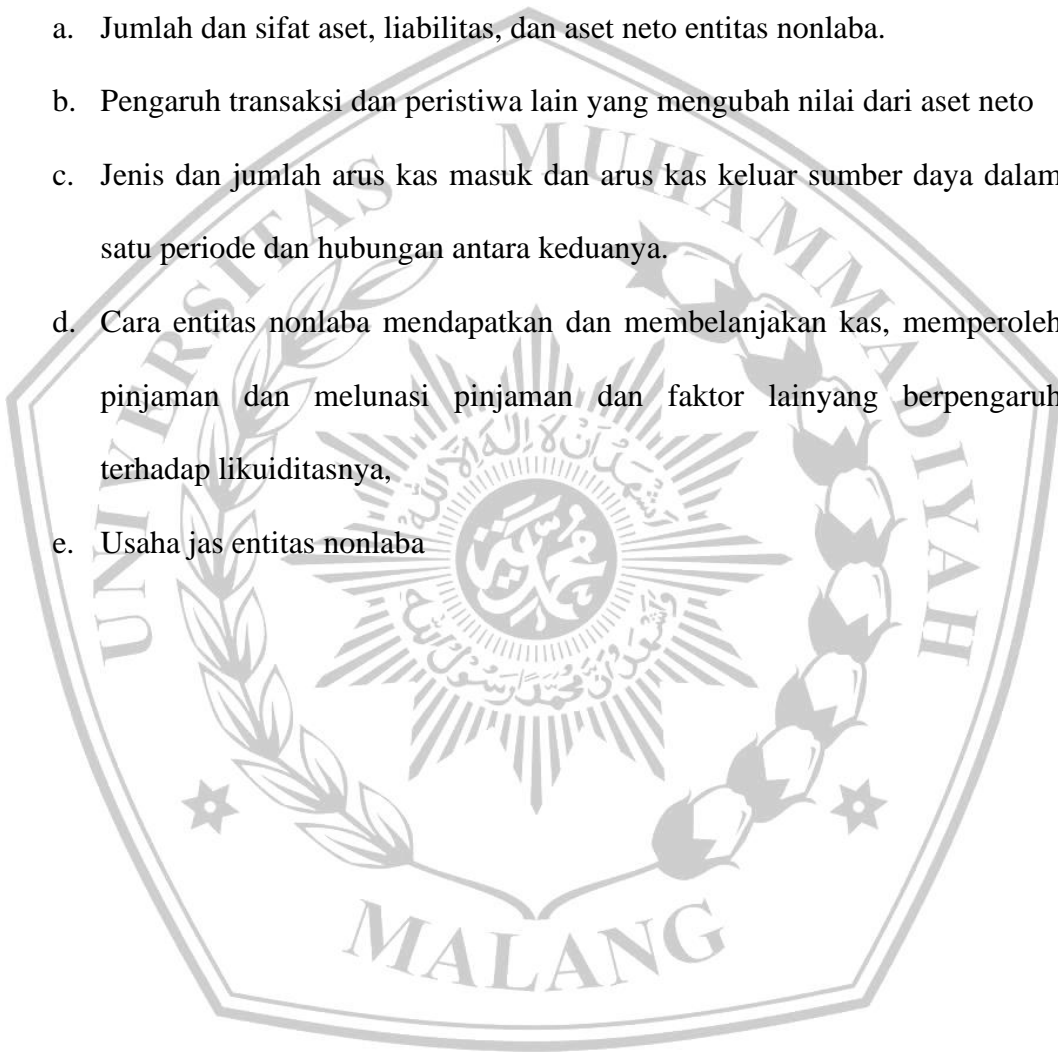 a. Jumlah dan sifat aset, liabilitas, dan aset neto entitas nonlaba.
b. Pengaruh transaksi dan peristiwa lain yang mengubah nilai dari aset neto
c. Jenis dan jumlah arus kas masuk dan arus kas keluar sumber daya dalam
satu periode dan hubungan antara keduanya.
d. Cara entitas nonlaba mendapatkan dan membelanjakan kas, memperoleh
pinjaman dan melunasi pinjaman dan faktor lainyang berpengaruh
terhadap likuiditasnya,
e. Usaha jas entitas nonlaba
UNIVERSITAS MUHAMMADIYAH
MALANG